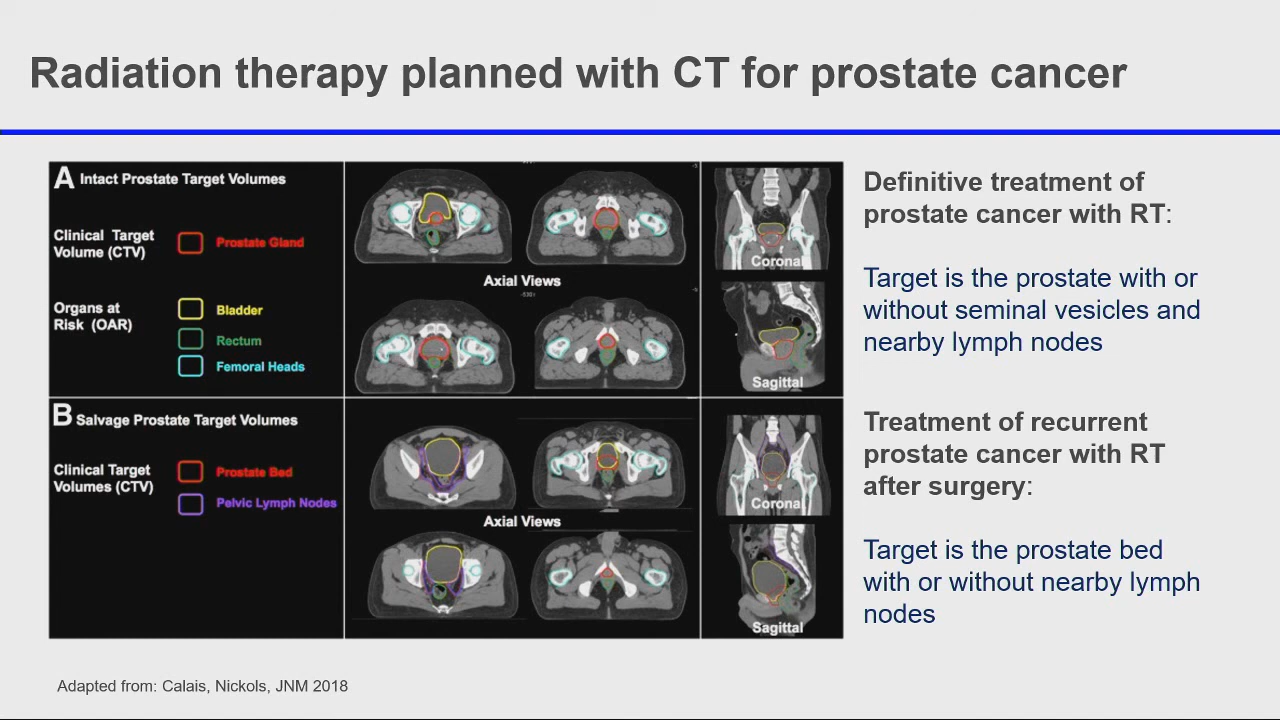 Radiation therapy planned with CT for prostate cancer
A Intact Prostate Target Volumes
Clinical Target
Volume (CTV)
Prostate Gland
Organs at
Risk (OAR)
Bladder
Rectum
Femoral Heads
Axial Views
Coronal
Sagittal
B Salvage Prostate Target Volumes
Clinical Target
Volumes (CTV)
Prostate Bed
Pelvic Lymph Nodes
Axial Views
Coronal
Sagittal
Definitive treatment of
prostate cancer with RT:
Target is the prostate with or
without seminal vesicles and
nearby lymph nodes
Treatment of recurrent
prostate cancer with RT
after surgery:
Target is the prostate bed
with or without nearby lymph
nodes
Adapted from: Calais, Nickols, JNM 2018